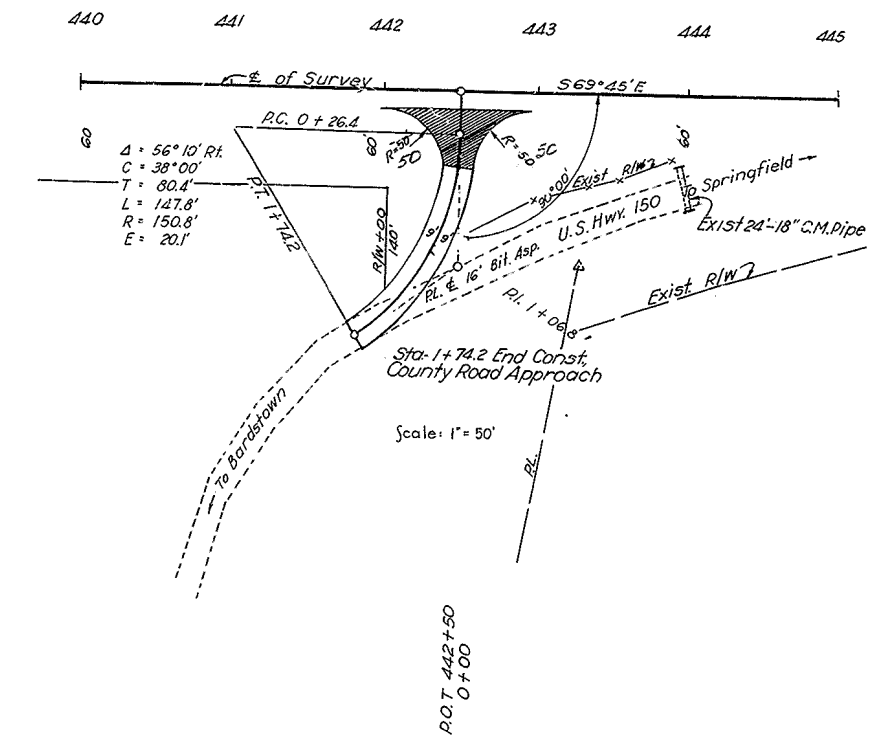 440 441 442 443 444 445
℄ of Survey
S 69° 45' E
P.C. 0 + 26.4
60'
60'
60'
R=50'
50
R=50
50
Δ = 56° 10' Rt.
C = 38° 00'
T = 80.4'
L = 147.8'
R = 150.8'
E = 20.1'
P.T. 1 + 74.2
R/W+00
140'
9' 9'
90° 00'
Exist R/W
To Springfield
U.S. Hwy. 150
Exist 24'-18" C.M. Pipe
P.L. ℄ 16' Bit. Asp.
P.I. 1 + 06.8
Exist. R/W
Sta- 1 + 74.2 End Const,
County Road Approach
To Bardstown
Scale: 1" = 50'
P.L.
P.O.T 442+50
0+00